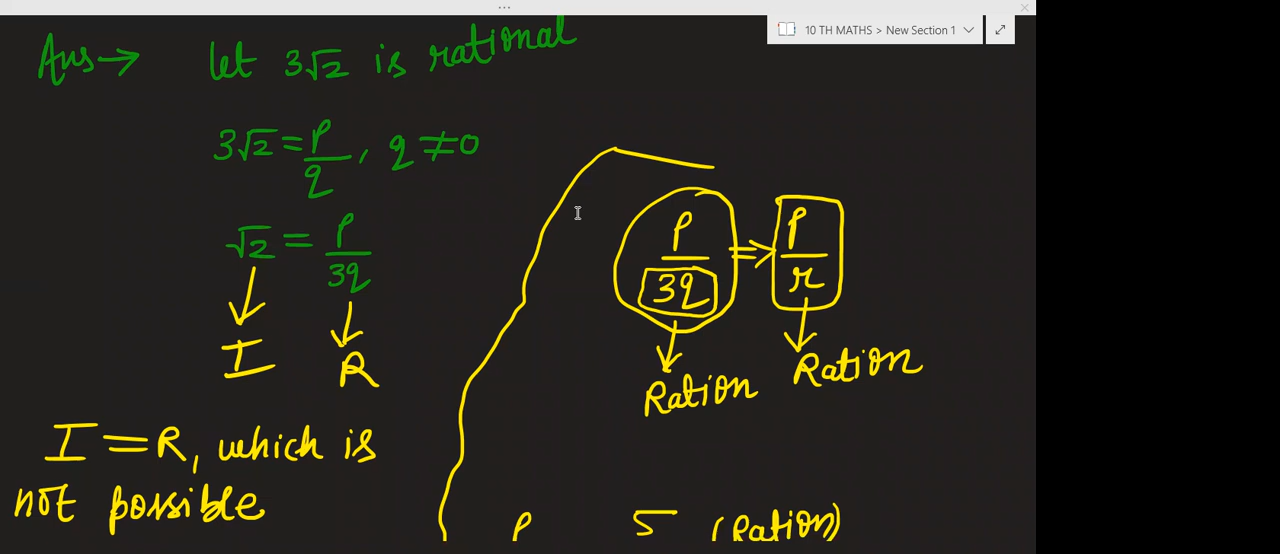 10 TH MATHS > New Section 1
Ans → let 3√2 is rational
3√2 = p/q, q ≠ 0
√2 = p/3q
I R
I = R, which is
not possible
p/3q ⇒ p/r
Ration Ration
p 5 (Ration)